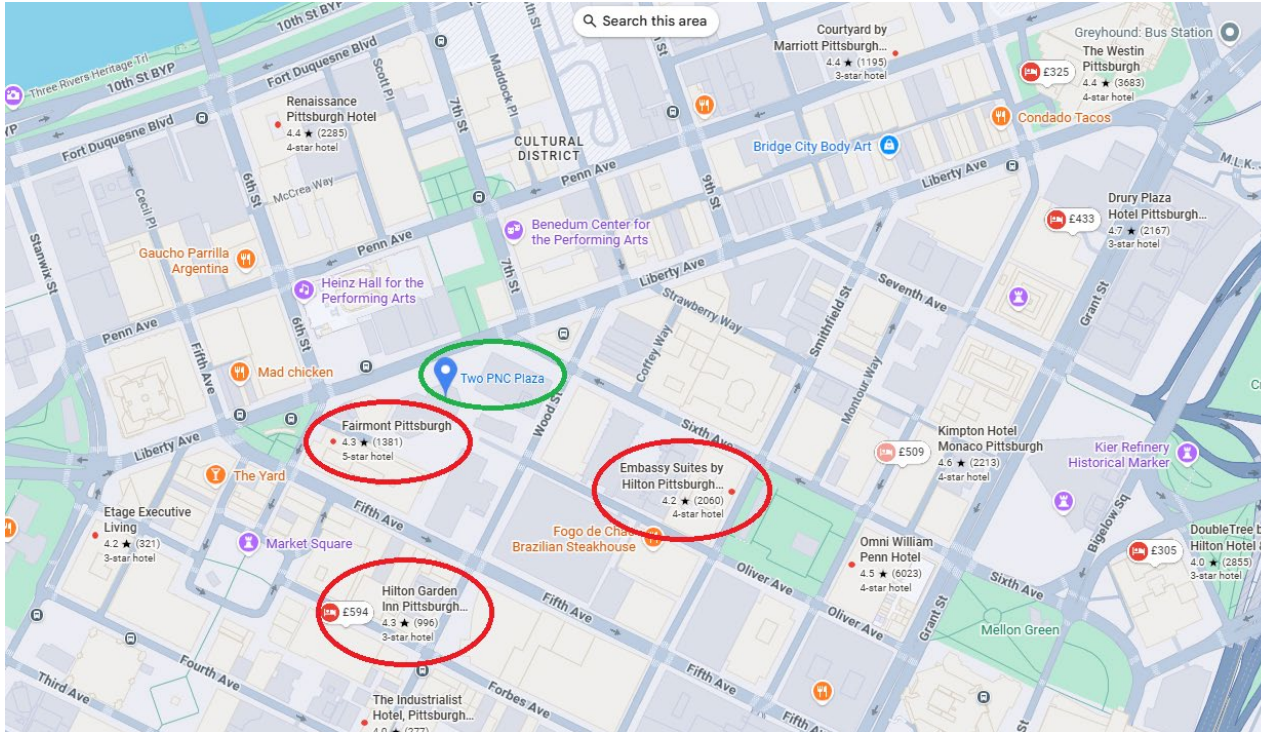 Search this area
10th St BYP
10th St BYP
Three Rivers Heritage Trl
10th St BYP
Fort Duquesne Blvd
Scott Pl
Maddock Pl
7th St
Courtyard by
Marriott Pittsburgh...
4.4 ★ (1195)
3-star hotel
Greyhound: Bus Station
The Westin
Pittsburgh
4.4 ★ (3683)
4-star hotel
£325
Condado Tacos
Renaissance
Pittsburgh Hotel
4.4 ★ (2285)
4-star hotel
BYP
Fort Duquesne Blvd
CULTURAL
DISTRICT
Penn Ave
9th St
Bridge City Body Art
Liberty Ave
M.L.K.
McCrea Way
6th St
Cecil Pl
Stanwix St
Drury Plaza
Hotel Pittsburgh...
4.7 ★ (2167)
3-star hotel
£433
Benedum Center for
the Performing Arts
Penn Ave
Gaucho Parrilla
Argentina
Heinz Hall for the
Performing Arts
7th St
Liberty Ave
Strawberry Way
Seventh Ave
Smithfield St
Grant St
Penn Ave
6th St
Fifth Ave
Mad chicken
Two PNC Plaza
Coffey Way
Montour Way
Wood St
Fairmont Pittsburgh
4.3 ★ (1381)
5-star hotel
Liberty Ave
The Yard
Sixth Ave
Embassy Suites by
Hilton Pittsburgh...
4.2 ★ (2060)
4-star hotel
£509
Kimpton Hotel
Monaco Pittsburgh
4.6 ★ (2213)
4-star hotel
Kier Refinery
Historical Marker
Bigelow Sq
Etage Executive
Living
4.2 ★ (321)
3-star hotel
Market Square
Fifth Ave
Fogo de Chao
Brazilian Steakhouse
Oliver Ave
Omni William
Penn Hotel
4.5 ★ (6023)
4-star hotel
£305
DoubleTree b
Hilton Hotel &
4.0 ★ (2855)
3-star hotel
Sixth Ave
£594
Hilton Garden
Inn Pittsburgh...
4.3 ★ (996)
3-star hotel
Fifth Ave
Oliver Ave
Grant St
Mellon Green
Fourth Ave
Third Ave
Forbes Ave
Fifth Ave
Fifth A
The Industrialist
Hotel, Pittsburgh...
St